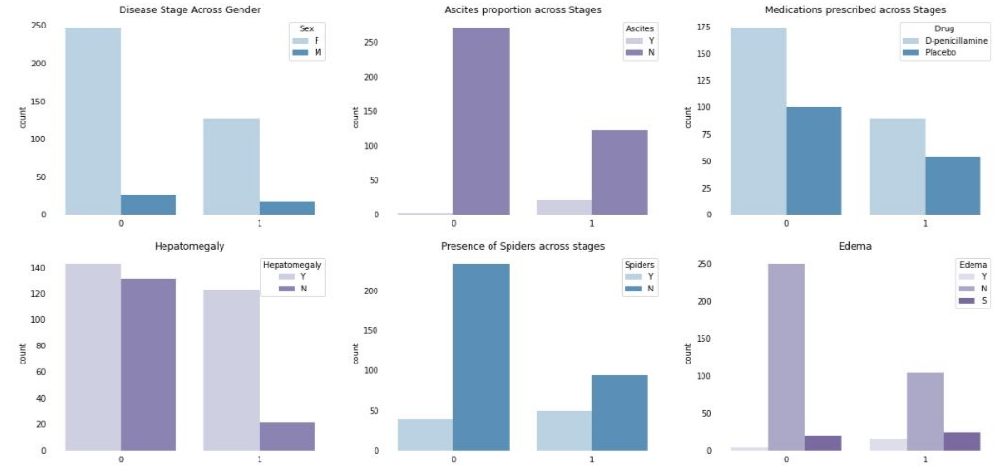 Disease Stage Across Gender
250
200
150
100
50
0
count
0
1
Sex
F
M
Ascites proportion across Stages
250
200
150
100
50
0
count
0
1
Ascites
Y
N
Medications prescribed across Stages
175
150
125
100
75
50
25
0
count
0
1
Drug
D-penicillamine
Placebo
Hepatomegaly
140
120
100
80
60
40
20
0
count
0
1
Hepatomegaly
Y
N
Presence of Spiders across stages
200
150
100
50
0
count
0
1
Spiders
Y
N
Edema
250
200
150
100
50
0
count
0
1
Edema
Y
N
S